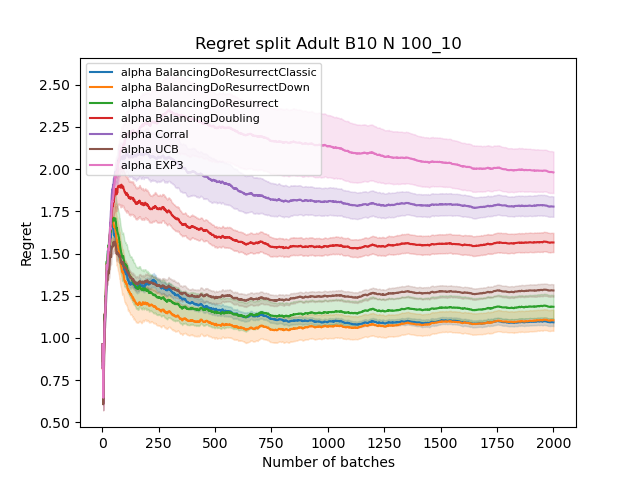 Regret split Adult B10 N 100_10
alpha BalancingDoResurrectClassic
alpha BalancingDoResurrectDown
alpha BalancingDoResurrect
alpha BalancingDoubling
alpha Corral
alpha UCB
alpha EXP3
Regret
2.50
2.25
2.00
1.75
1.50
1.25
1.00
0.75
0.50
0 250 500 750 1000 1250 1500 1750 2000
Number of batches